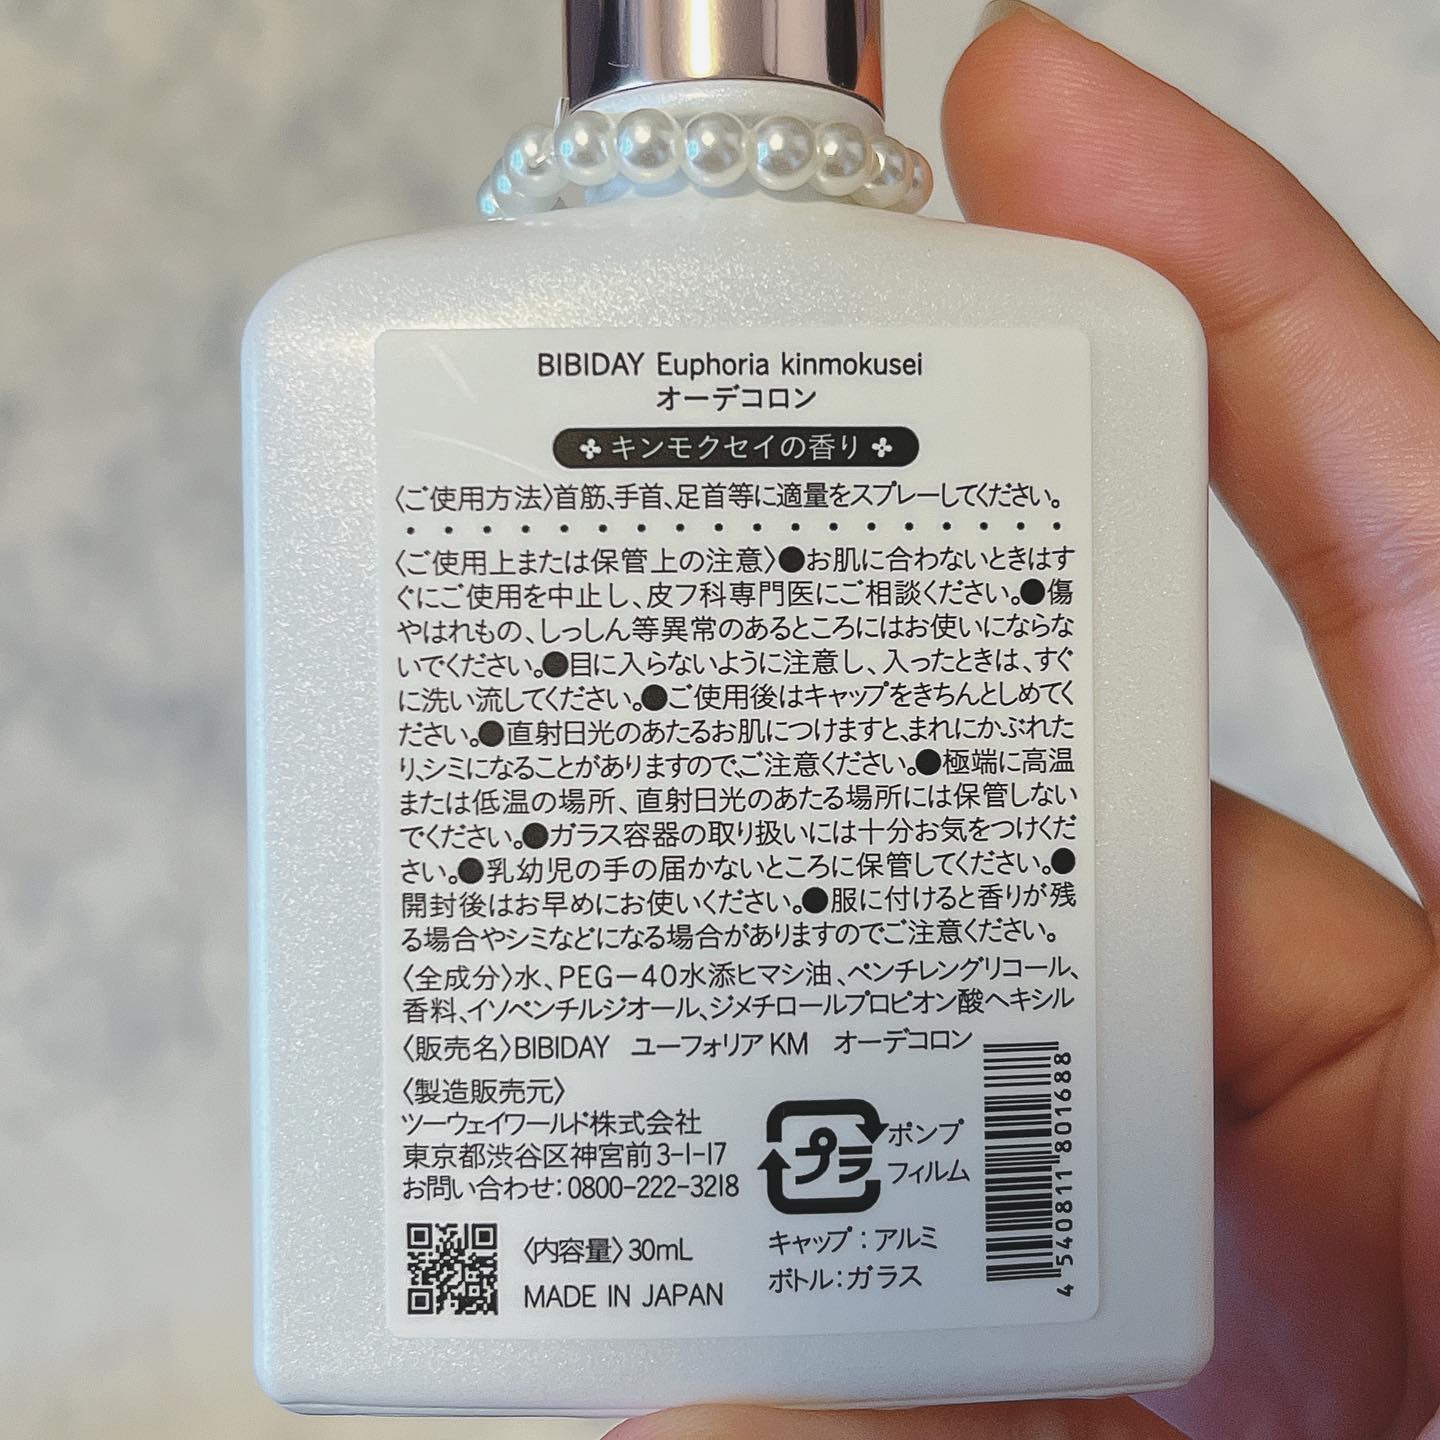 BIBIDAY Euphoria kinmokusei
オーデコロン
キンモクセイの香り
〈ご使用方法〉首筋、手首、足首等に適量をスプレーしてください。
〈ご使用上または保管上の注意〉●お肌に合わないときはす
ぐにご使用を中止し、皮フ科専門医にご相談ください。●傷
やはれもの、しっしん等異常のあるところにはお使いにならな
いでください。●目に入らないように注意し、入ったときは、すぐ
に洗い流してください。●ご使用後はキャップをきちんとしめてく
ださい。●直射日光のあたるお肌につけますと、まれにかぶれた
り、シミになることがありますので、ご注意ください。●極端に高温
または低温の場所、直射日光のあたる場所には保管しない
でください。●ガラス容器の取り扱いには十分お気をつけくだ
さい。●乳幼児の手の届かないところに保管してください。●
開封後はお早めにお使いください。●服に付けると香りが残
る場合やシミなどになる場合がありますのでご注意ください。
〈全成分〉水、PEG－40水添ヒマシ油、ペンチレングリコール、
香料、イソペンチルジオール、ジメチロールプロピオン酸ヘキシル
〈販売名〉BIBIDAY ユーフォリアKM オーデコロン
〈製造販売元〉
ツーウェイワールド株式会社
東京都渋谷区神宮前3-1-17
お問い合わせ：0800-222-3218
プラ
ポンプ
フィルム
〈内容量〉30mL
MADE IN JAPAN
キャップ：アルミ
ボトル：ガラス
4 540811 801688